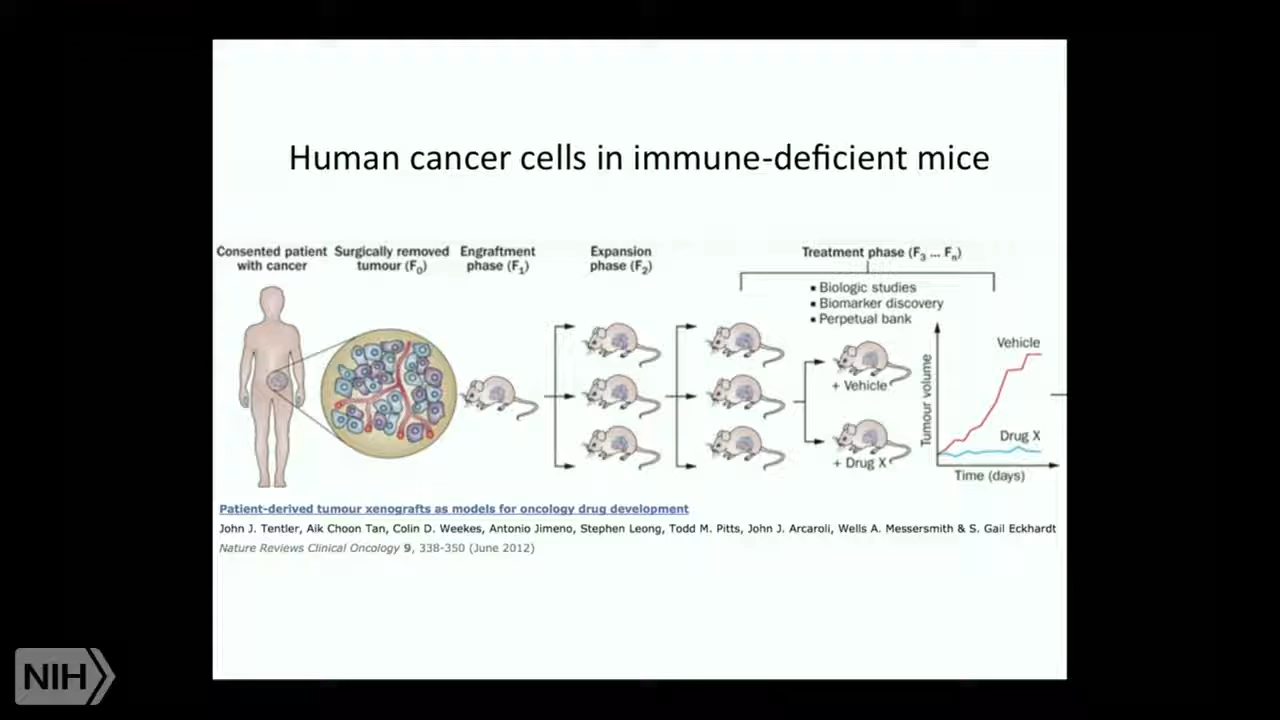 Human cancer cells in immune-deficient mice
Consented patient
with cancer
Surgically removed
tumour (F₀)
Engraftment
phase (F₁)
Expansion
phase (F₂)
Treatment phase (F₃ ... Fₙ)
▪ Biologic studies
▪ Biomarker discovery
▪ Perpetual bank
+ Vehicle
+ Drug X
Tumour volume
Vehicle
Drug X
Time (days)
Patient-derived tumour xenografts as models for oncology drug development
John J. Tentler, Aik Choon Tan, Colin D. Weekes, Antonio Jimeno, Stephen Leong, Todd M. Pitts, John J. Arcaroli, Wells A. Messersmith & S. Gail Eckhardt
Nature Reviews Clinical Oncology 9, 338-350 (June 2012)
NIH